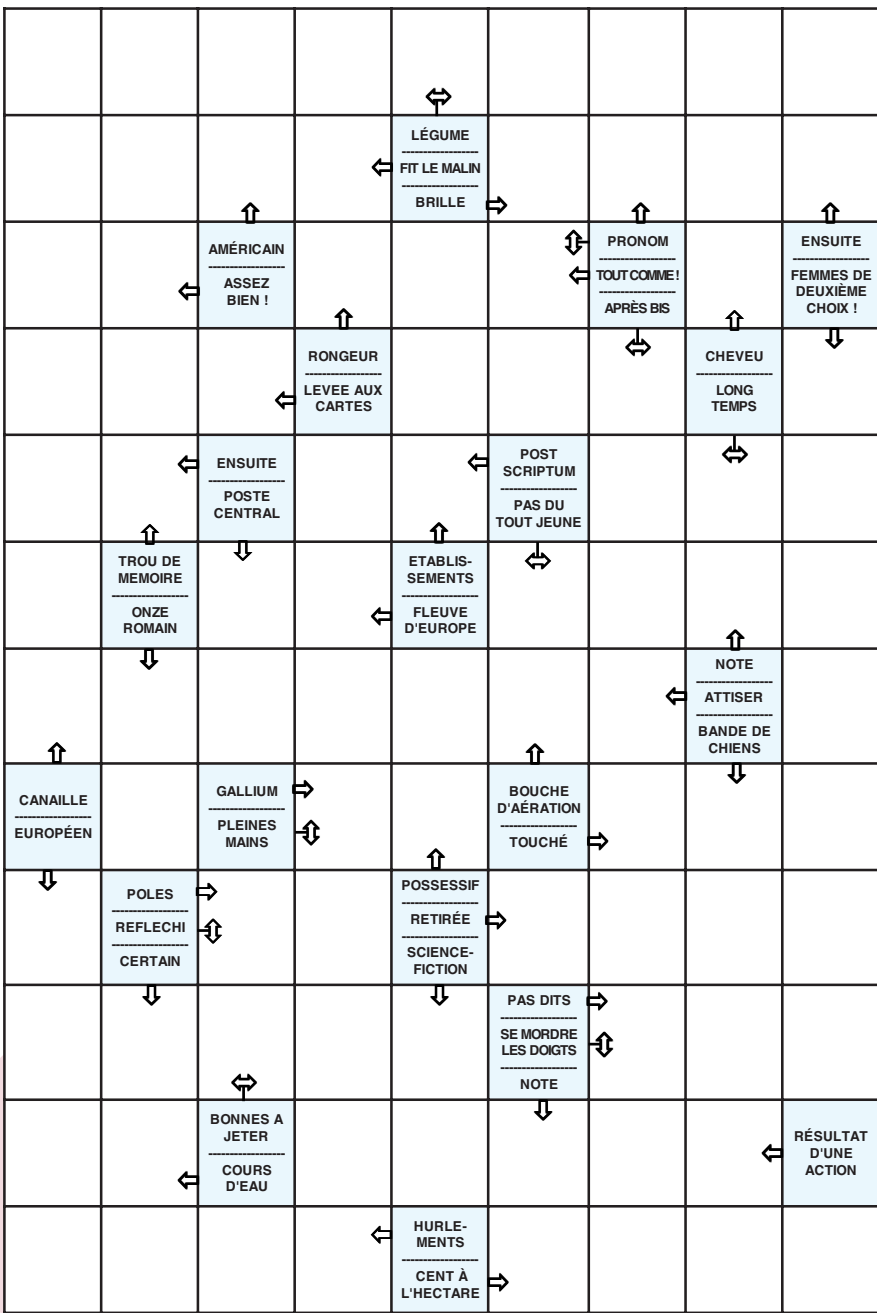 LÉGUME
FIT LE MALIN
BRILLE
AMÉRICAIN
ASSEZ
BIEN !
PRONOM
TOUT COMME !
APRÈS BIS
ENSUITE
FEMMES DE
DEUXIÈME
CHOIX !
RONGEUR
LEVEE AUX
CARTES
CHEVEU
LONG
TEMPS
ENSUITE
POSTE
CENTRAL
POST
SCRIPTUM
PAS DU
TOUT JEUNE
TROU DE
MEMOIRE
ONZE
ROMAIN
ETABLIS-
SEMENTS
FLEUVE
D'EUROPE
NOTE
ATTISER
BANDE DE
CHIENS
CANAILLE
EUROPÉEN
GALLIUM
PLEINES
MAINS
BOUCHE
D'AÉRATION
TOUCHÉ
POLES
REFLECHI
CERTAIN
POSSESSIF
RETIRÉE
SCIENCE-
FICTION
PAS DITS
SE MORDRE
LES DOIGTS
NOTE
BONNES A
JETER
COURS
D'EAU
RÉSULTAT
D'UNE
ACTION
HURLE-
MENTS
CENT À
L'HECTARE